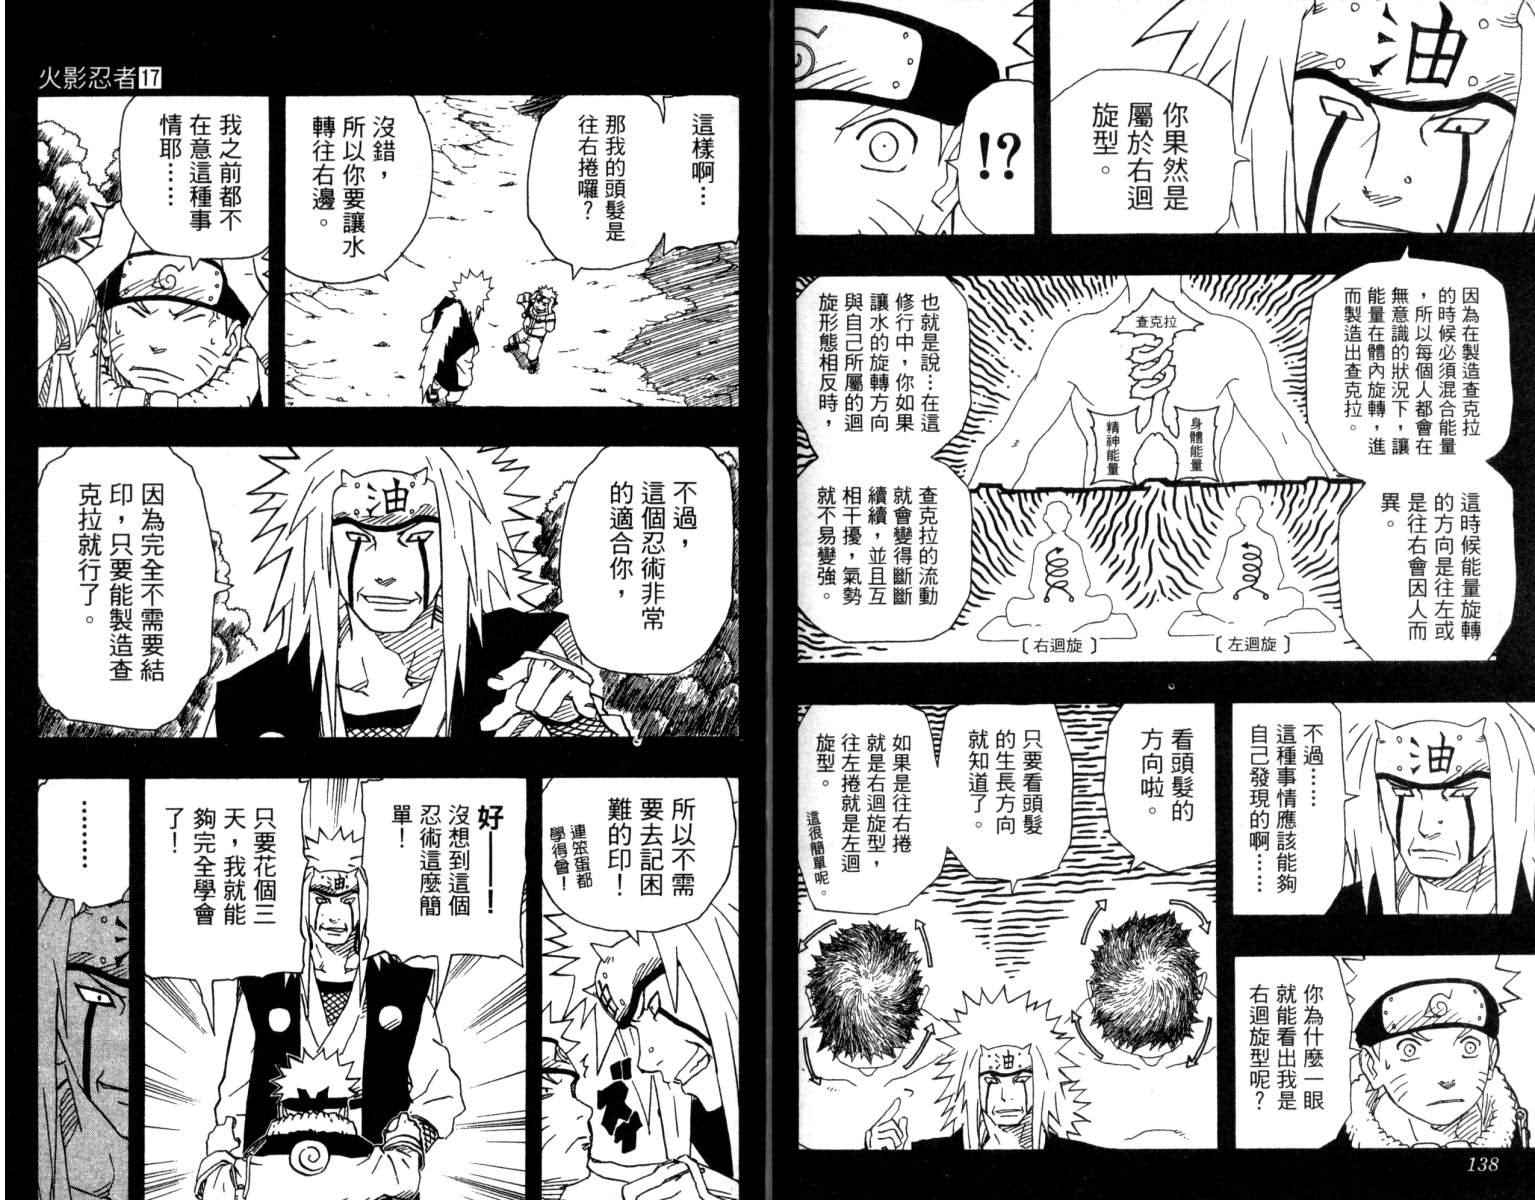 油
你果然是
屬於右迴
旋型。
!?
因為在製造查克拉
的時候必須混合能量
，所以每個人都會在
無意識的狀況下，讓
能量在體內旋轉，進
而製造出查克拉。
這時候能量旋轉
的方向是往左或
是往右會因人而
異。
查克拉
身體能量
精神能量
〔左迴旋〕
〔右迴旋〕
也就是說…在這
修行中，你如果
讓水的旋轉方向
與自己所屬的迴
旋形態相反時，
查克拉的流動
就會變得斷斷
續續，並且互
相干擾，氣勢
就不易變強。
不過……
這種事情應該能夠
自己發現的啊……
油
你為什麼一眼
就能看出我是
右迴旋型呢？
看頭髮的
方向啦。
只要看頭髮
的生長方向
就知道了。
如果是往右捲
就是右迴旋型，
往左捲就是左迴
旋型。
這很簡單呢。
油
138
火影忍者17
這樣啊…
那我的頭髮是
往右捲囉？
沒錯，
所以你要讓水
轉往右邊。
我之前都不
在意這種事
情耶……
不過，
這個忍術非常
的適合你，
油
因為完全不需要結
印，只要能製造查
克拉就行了。
所以不需
要去記困
難的印！
連笨蛋都
學得會！
好——！
沒想到這個
忍術這麼簡
單！
油
只要花個三
天，我就能
夠完全學會
了！
………